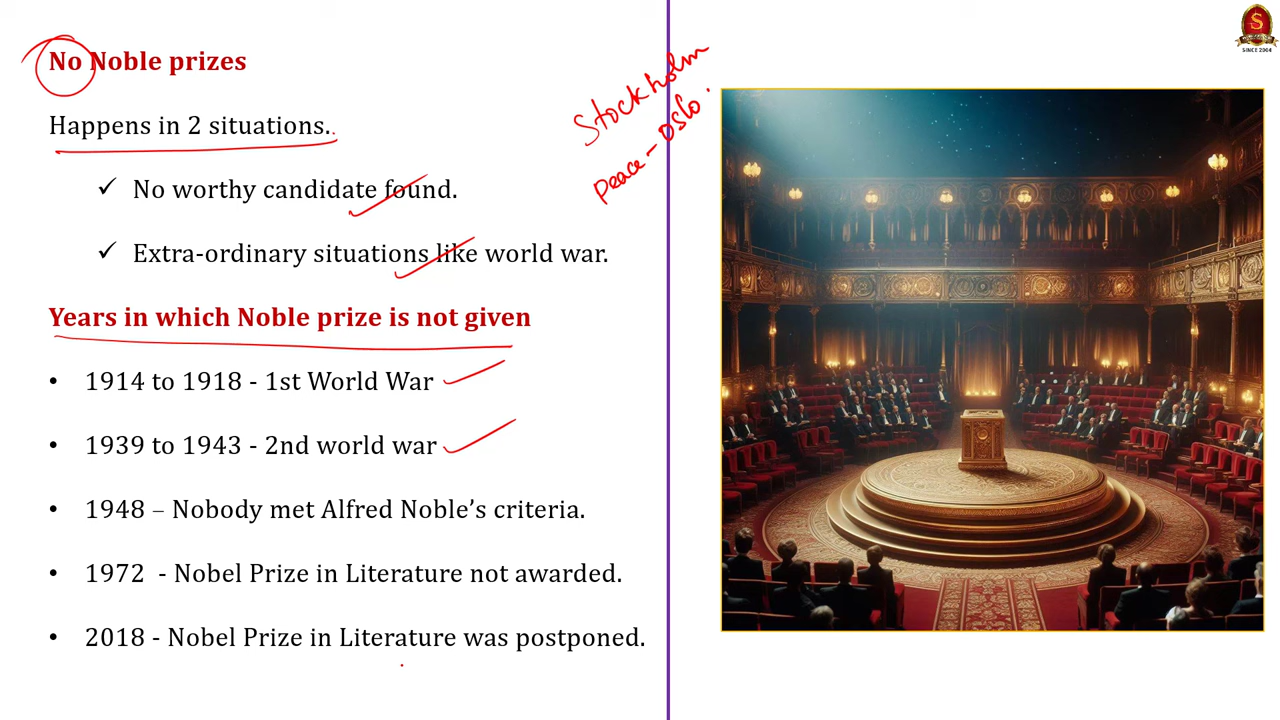 No Noble prizes
Happens in 2 situations..
✓ No worthy candidate found.
✓ Extra-ordinary situations like world war.
Years in which Noble prize is not given
• 1914 to 1918 - 1st World War
• 1939 to 1943 - 2nd world war
• 1948 – Nobody met Alfred Noble’s criteria.
• 1972 - Nobel Prize in Literature not awarded.
• 2018 - Nobel Prize in Literature was postponed.
Stockholm
Peace - Oslo.
S
SINCE 2004